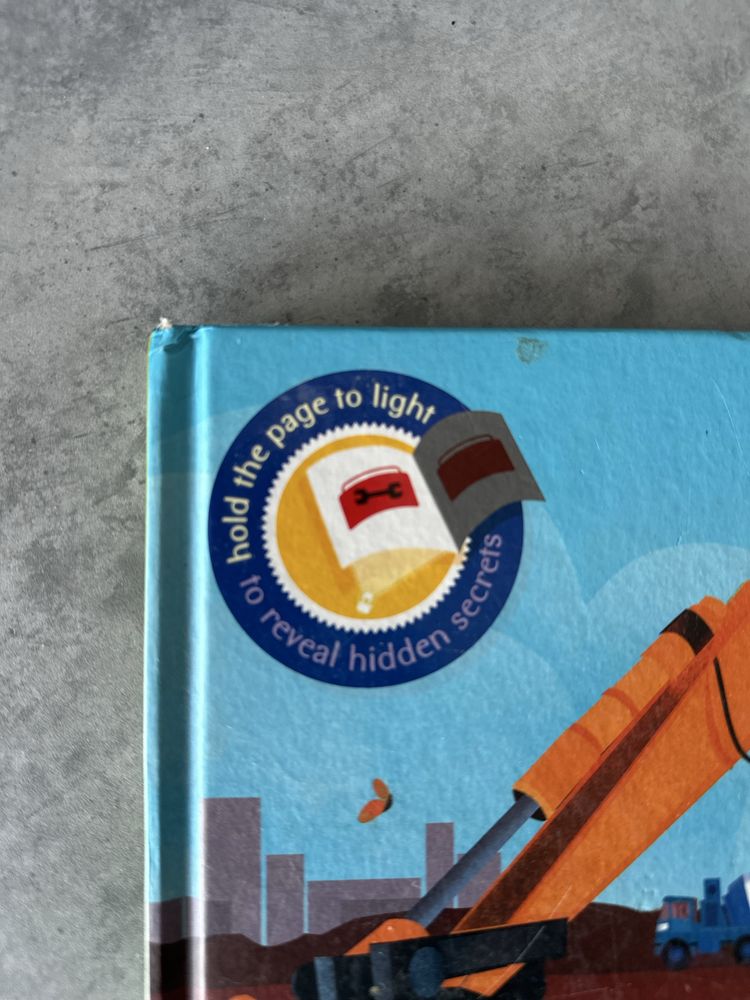 hold the page to light
to reveal hidden secrets